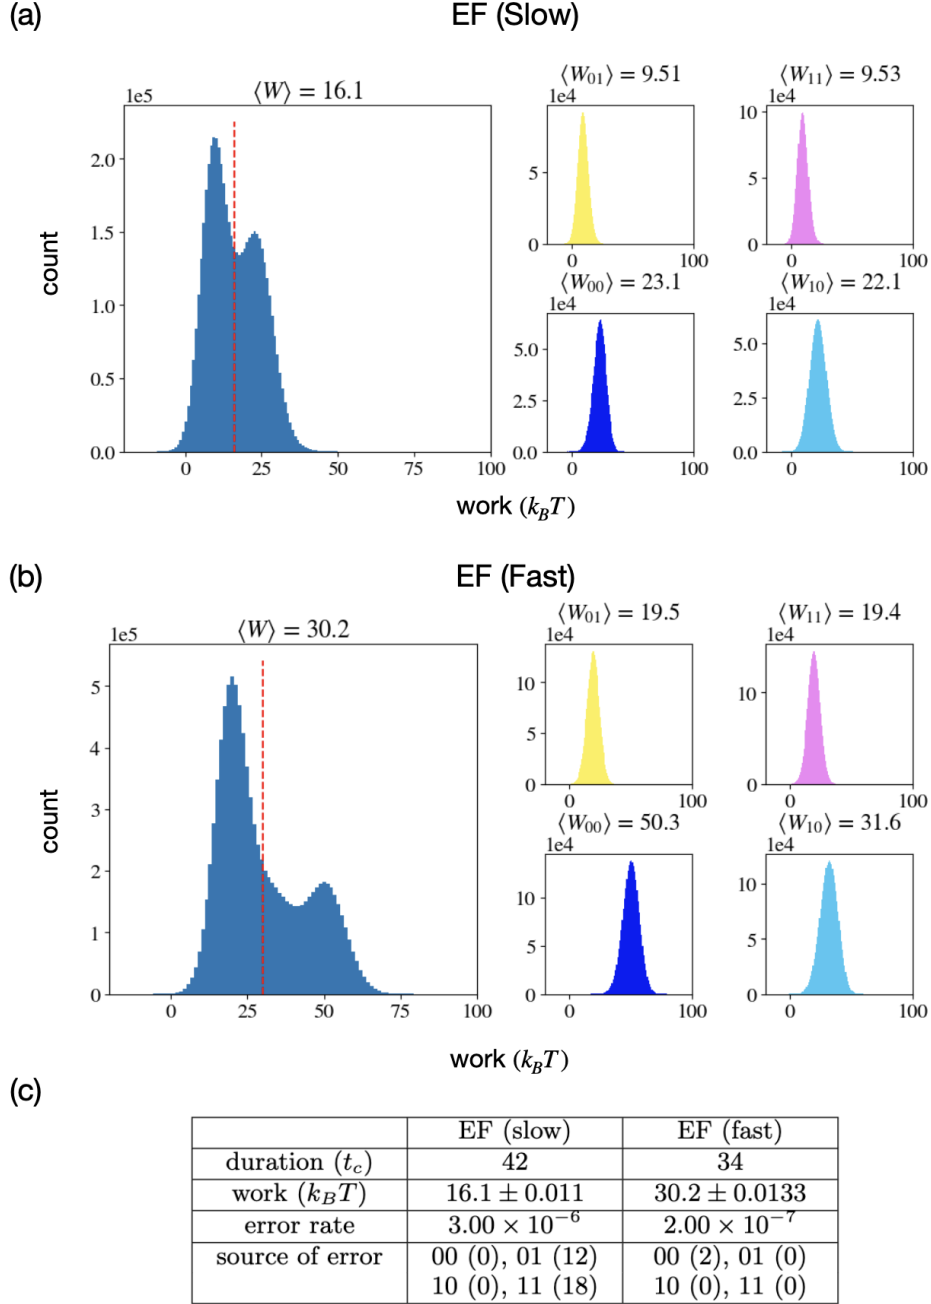 (a)
EF (Slow)
⟨W⟩ = 16.1
1e5
2.0
1.5
1.0
0.5
0.0
0 25 50 75 100
count
⟨W₀₁⟩ = 9.51
1e4
5
0
0 100
⟨W₁₁⟩ = 9.53
1e4
10
5
0
0 100
⟨W₀₀⟩ = 23.1
1e4
5.0
2.5
0.0
0 100
⟨W₁₀⟩ = 22.1
1e4
5.0
2.5
0.0
0 100
work (k_BT)
(b)
EF (Fast)
⟨W⟩ = 30.2
1e5
5
4
3
2
1
0
0 25 50 75 100
count
⟨W₀₁⟩ = 19.5
1e4
10
5
0
0 100
⟨W₁₁⟩ = 19.4
1e4
10
0
0 100
⟨W₀₀⟩ = 50.3
1e4
10
5
0
0 100
⟨W₁₀⟩ = 31.6
1e4
10
5
0
0 100
work (k_BT)
(c)
EF (slow) EF (fast)
duration (t_c) 42 34
work (k_BT) 16.1 ± 0.011 30.2 ± 0.0133
error rate 3.00 × 10⁻⁶ 2.00 × 10⁻⁷
source of error 00 (0), 01 (12) 00 (2), 01 (0)
10 (0), 11 (18) 10 (0), 11 (0)